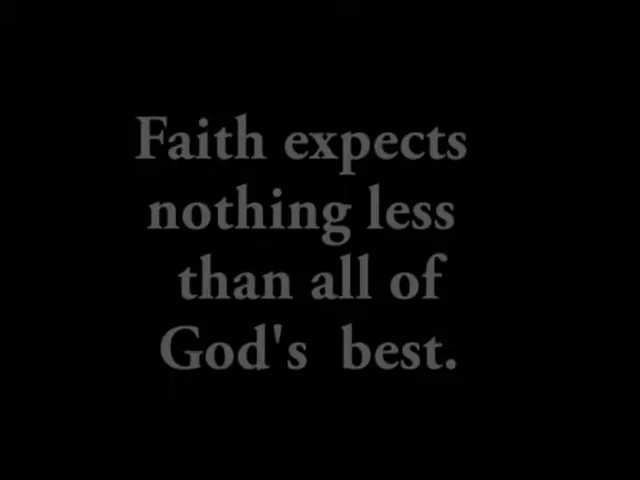 Faith expects
nothing less
than all of
God's best.